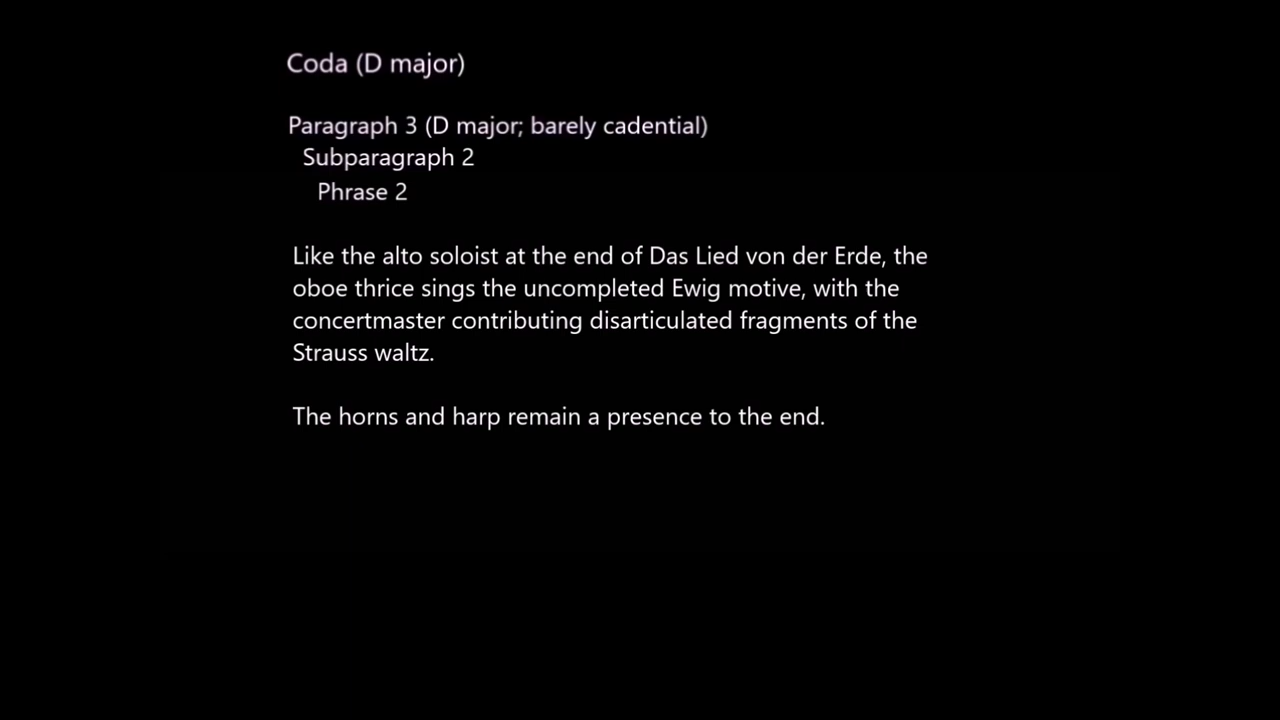 Coda (D major)
Paragraph 3 (D major; barely cadential)
Subparagraph 2
Phrase 2
Like the alto soloist at the end of Das Lied von der Erde, the
oboe thrice sings the uncompleted Ewig motive, with the
concertmaster contributing disarticulated fragments of the
Strauss waltz.
The horns and harp remain a presence to the end.